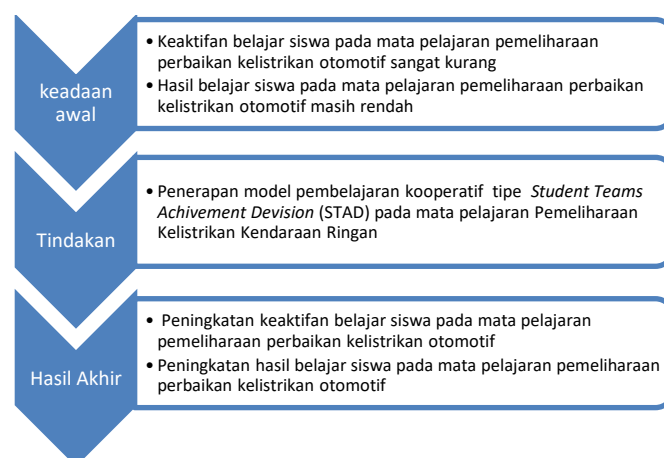 keadaan
awal
• Keaktifan belajar siswa pada mata pelajaran pemeliharaan
perbaikan kelistrikan otomotif sangat kurang
• Hasil belajar siswa pada mata pelajaran pemeliharaan perbaikan
kelistrikan otomotif masih rendah
Tindakan
• Penerapan model pembelajaran kooperatif tipe Student Teams
Achivement Devision (STAD) pada mata pelajaran Pemeliharaan
Kelistrikan Kendaraan Ringan
Hasil Akhir
• Peningkatan keaktifan belajar siswa pada mata pelajaran
pemeliharaan perbaikan kelistrikan otomotif
• Peningkatan hasil belajar siswa pada mata pelajaran pemeliharaan
perbaikan kelistrikan otomotif